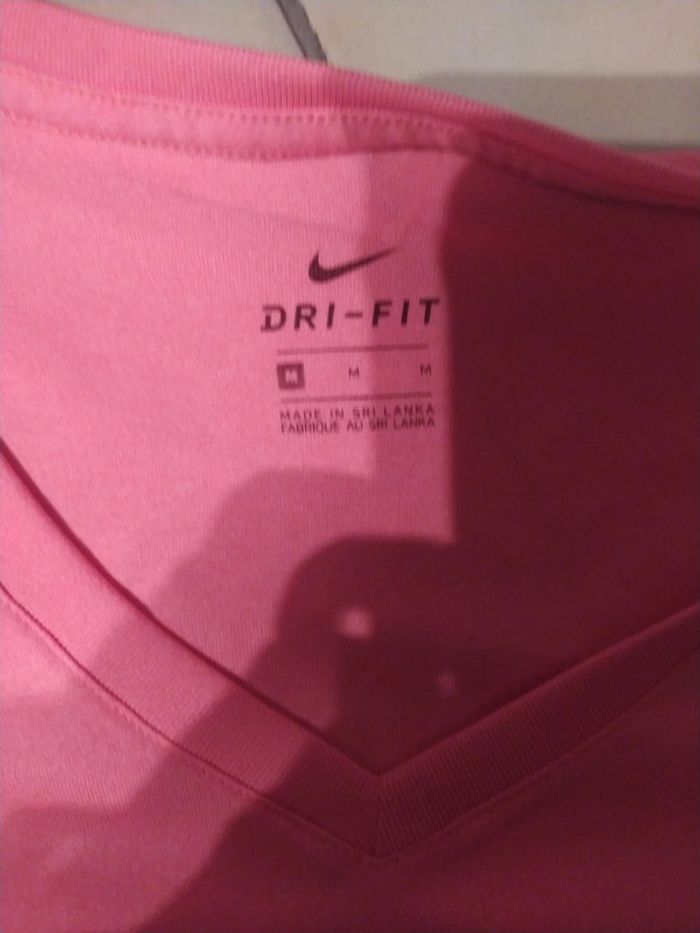 DRI-FIT
M M M
MADE IN SRI LANKA
FABRIQUÉ AU SRI LANKA